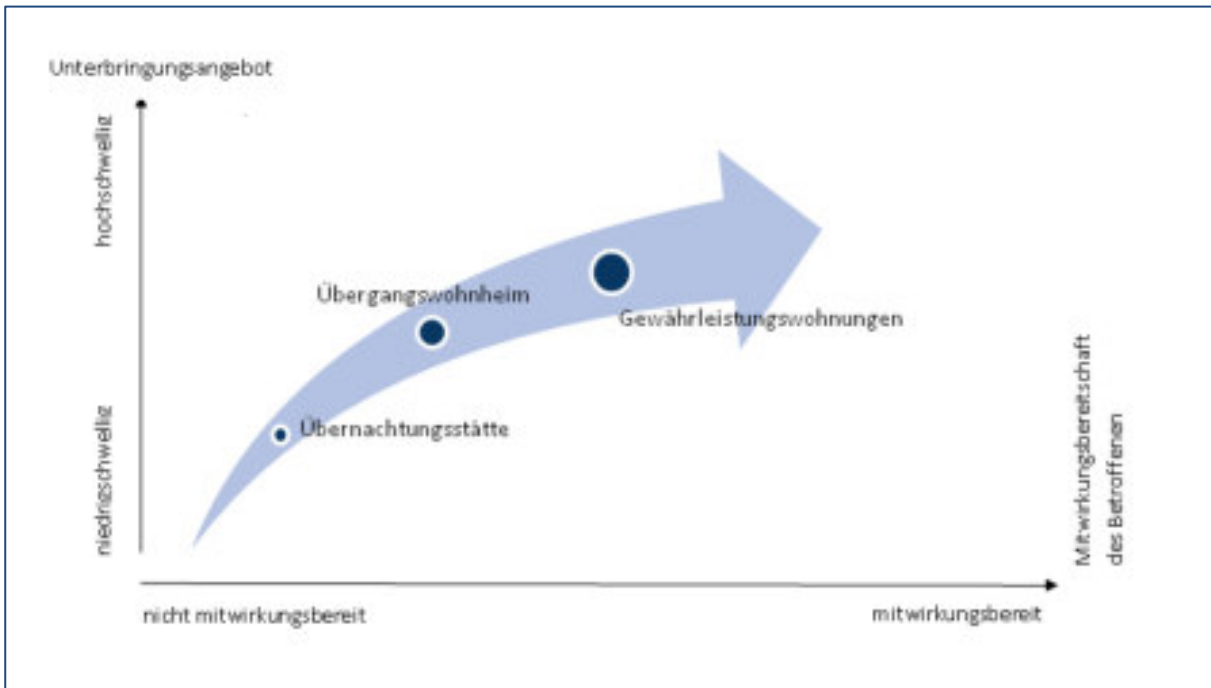 Unterbringungsangebot
hochschwellig
niedrigschwellig
Übergangswohnheim
Gewährleistungswohnungen
Übernachtungsstätte
Mitwirkungsbereitschaft
des Betroffenen
nicht mitwirkungsbereit
mitwirkungsbereit